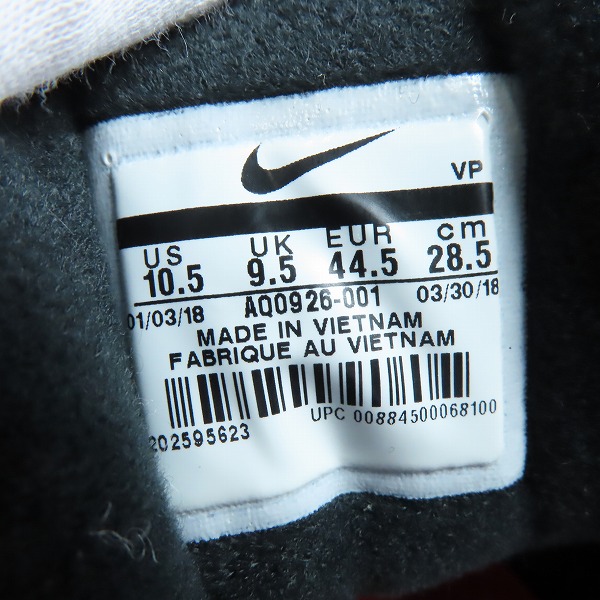 VP
US UK EUR cm
10.5 9.5 44.5 28.5
01/03/18 AQ0926-001 03/30/18
MADE IN VIETNAM
FABRIQUE AU VIETNAM
UPC 00884500068100
202595623